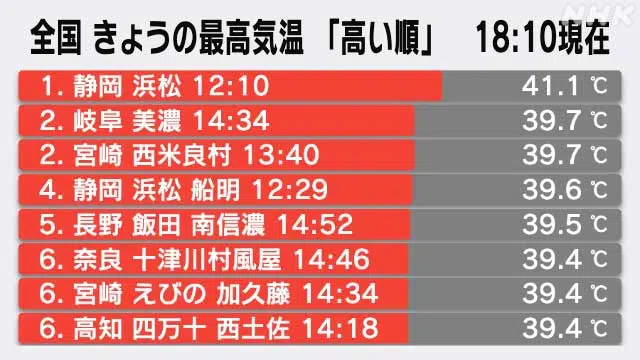 NHK
全国 きょうの最高気温 「高い順」 18:10現在
1. 静岡 浜松 12:10 41.1 ℃
2. 岐阜 美濃 14:34 39.7 ℃
2. 宮崎 西米良村 13:40 39.7 ℃
4. 静岡 浜松 船明 12:29 39.6 ℃
5. 長野 飯田 南信濃 14:52 39.5 ℃
6. 奈良 十津川村風屋 14:46 39.4 ℃
6. 宮崎 えびの 加久藤 14:34 39.4 ℃
6. 高知 四万十 西土佐 14:18 39.4 ℃